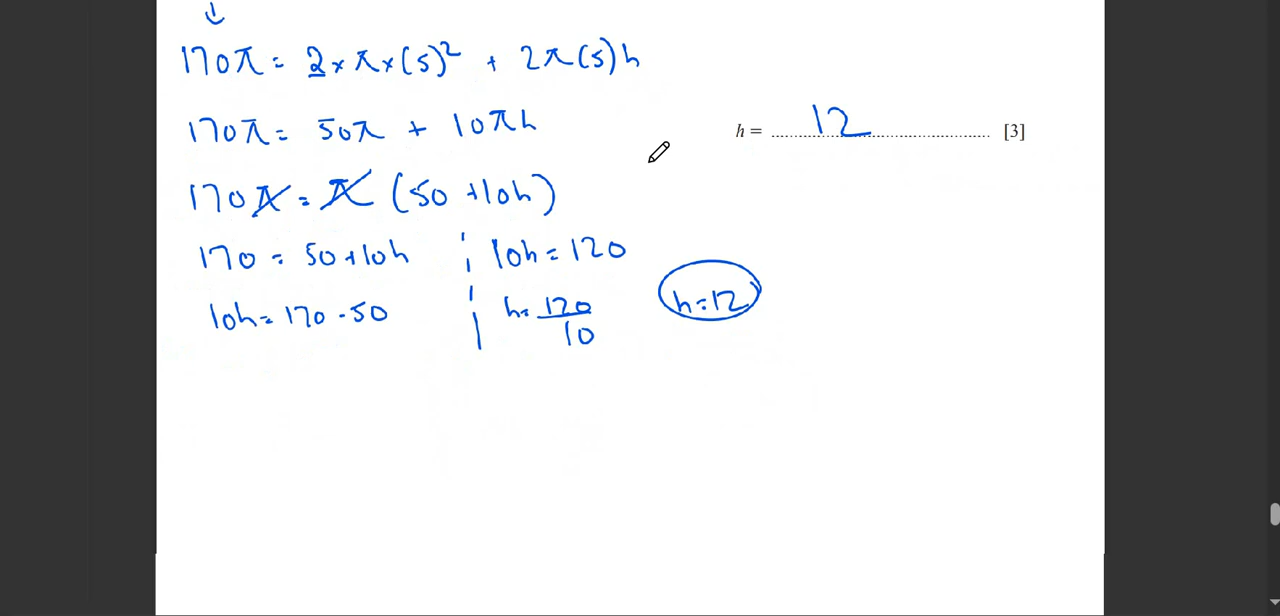 ↓
170π = 2 × π × (5)² + 2π(5)h
170π = 50π + 10πh
h = .................... 12 .................... [3]
170π = π (50 + 10h)
170 = 50 + 10h
10h = 170 - 50
10h = 120
h = 120/10
h = 12